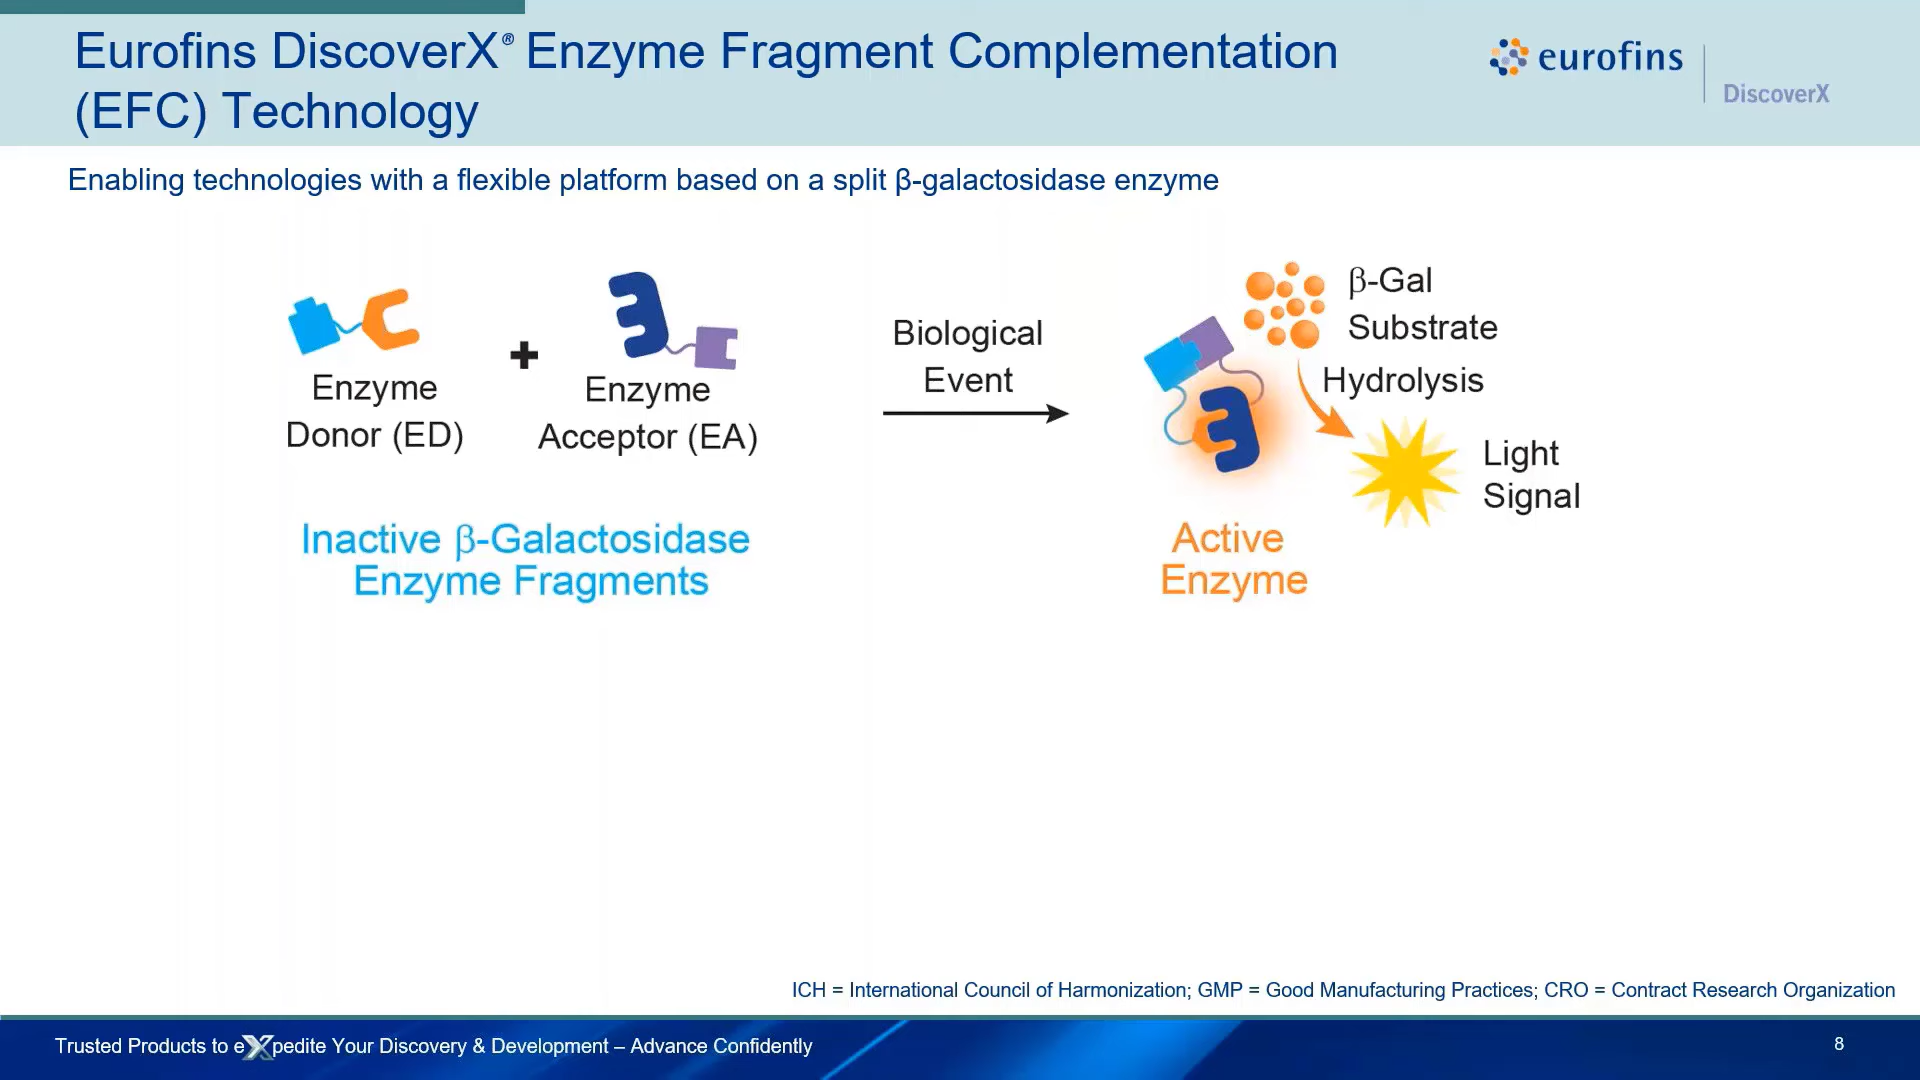 Eurofins DiscoverX® Enzyme Fragment Complementation
(EFC) Technology
eurofins
DiscoverX
Enabling technologies with a flexible platform based on a split β-galactosidase enzyme
Enzyme
Donor (ED)
+
Enzyme
Acceptor (EA)
Inactive β-Galactosidase
Enzyme Fragments
Biological
Event
β-Gal
Substrate
Hydrolysis
Light
Signal
Active
Enzyme
ICH = International Council of Harmonization; GMP = Good Manufacturing Practices; CRO = Contract Research Organization
Trusted Products to eXpedite Your Discovery & Development – Advance Confidently
8